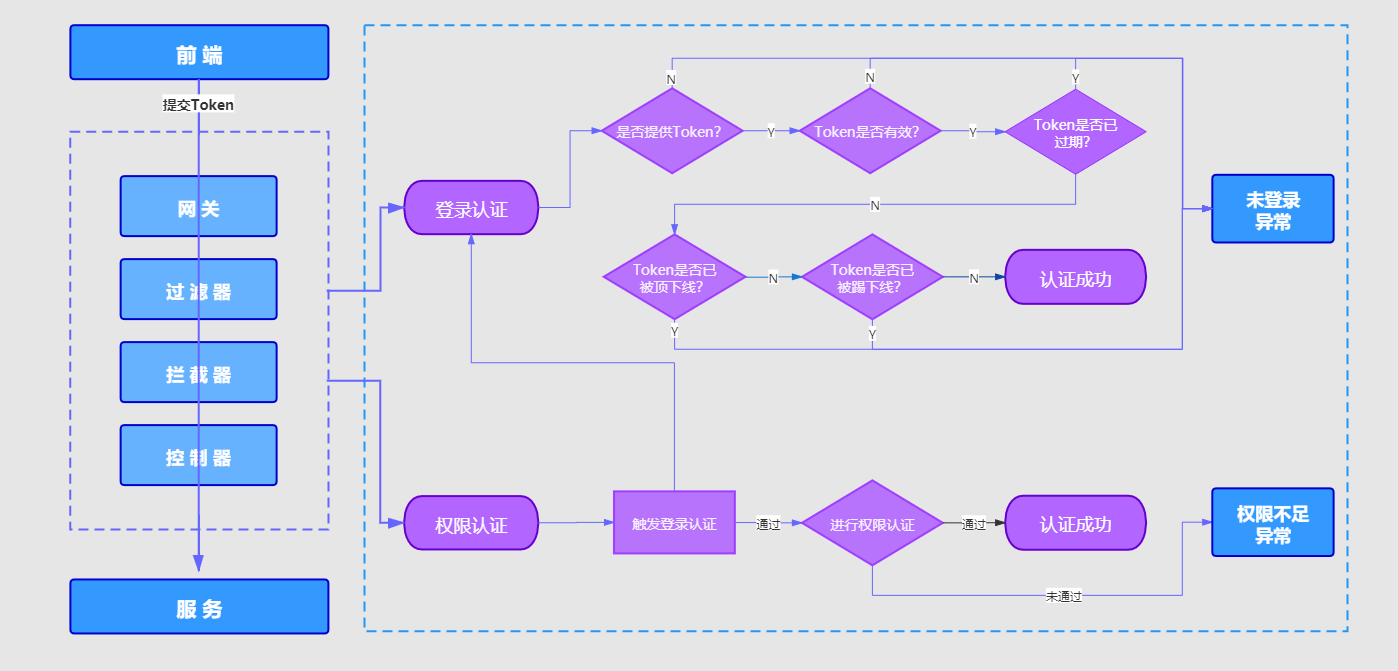 前 端
提交Token
网 关
过 滤 器
拦 截 器
控 制 器
服 务
登录认证
N
N
Y
是否提供Token？
Y
Token是否有效？
Y
Token是否已
过期？
N
Token是否已
被顶下线？
N
Token是否已
被踢下线？
N
认证成功
Y
Y
未登录
异常
权限认证
触发登录认证
通过
进行权限认证
通过
认证成功
未通过
权限不足
异常